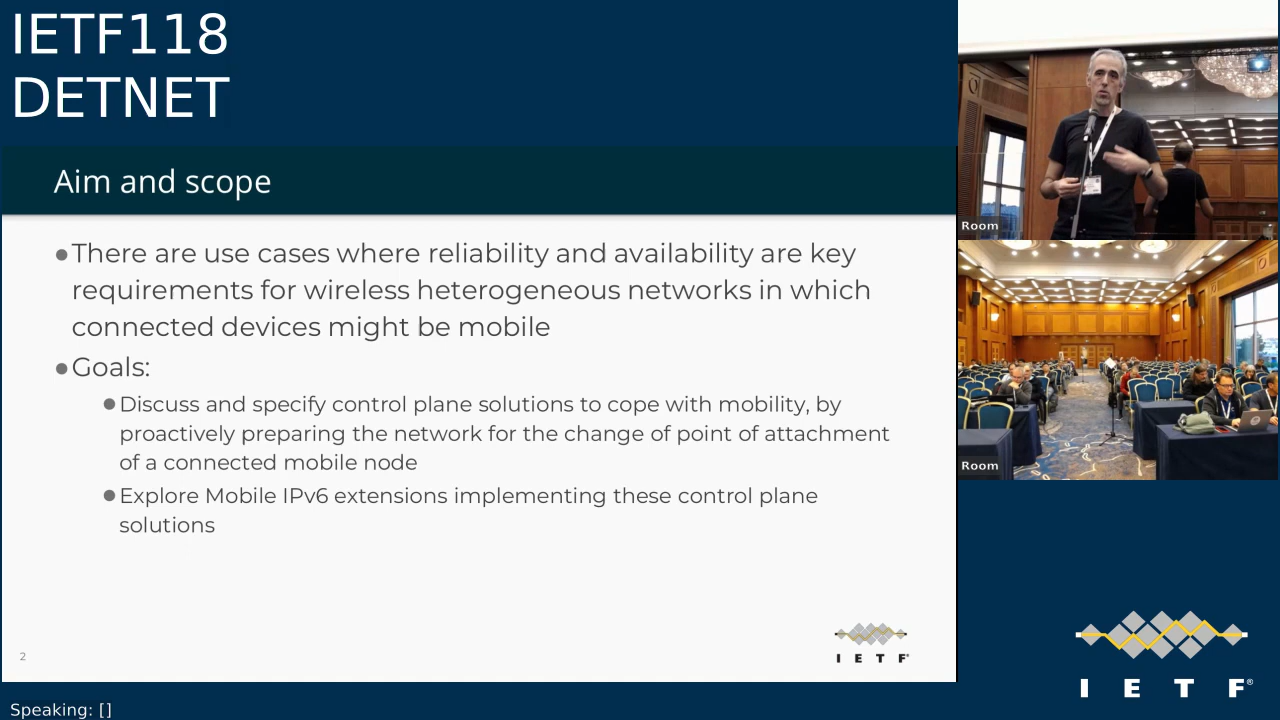 IETF118
DETNET
Aim and scope
●There are use cases where reliability and availability are key
requirements for wireless heterogeneous networks in which
connected devices might be mobile
●Goals:
●Discuss and specify control plane solutions to cope with mobility, by
proactively preparing the network for the change of point of attachment
of a connected mobile node
●Explore Mobile IPv6 extensions implementing these control plane
solutions
2
I E T F®
Room
Room
I E T F®
Speaking: []